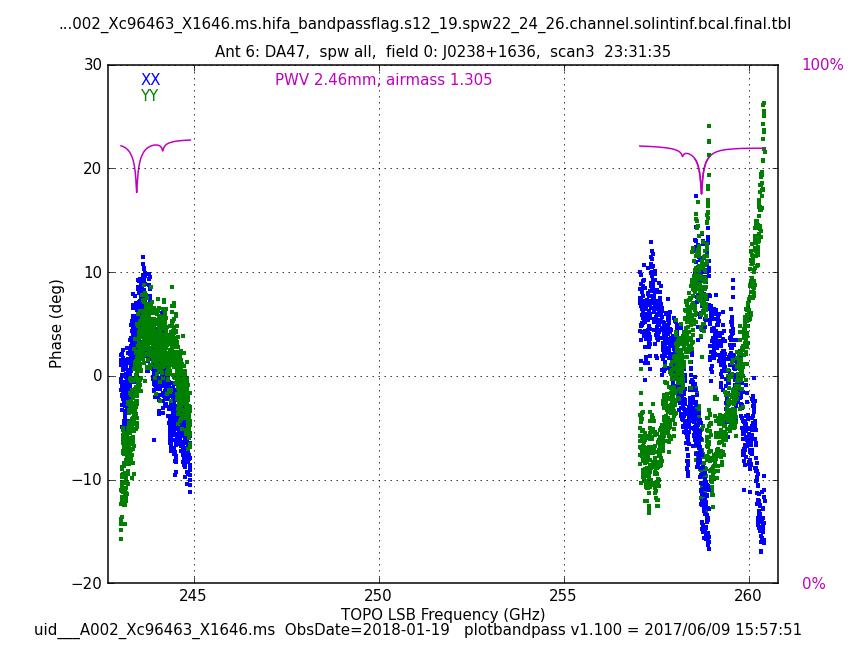 ...002_Xc96463_X1646.ms.hifa_bandpassflag.s12_19.spw22_24_26.channel.solintinf.bcal.final.tbl
Ant 6: DA47,  spw all,  field 0: J0238+1636,  scan3  23:31:35
30 100%
XX PWV 2.46mm, airmass 1.305
YY
20
10
Phase (deg)
0
−10
−20 0%
245 250 255 260
TOPO LSB Frequency (GHz)
uid___A002_Xc96463_X1646.ms  ObsDate=2018-01-19   plotbandpass v1.100 = 2017/06/09 15:57:51